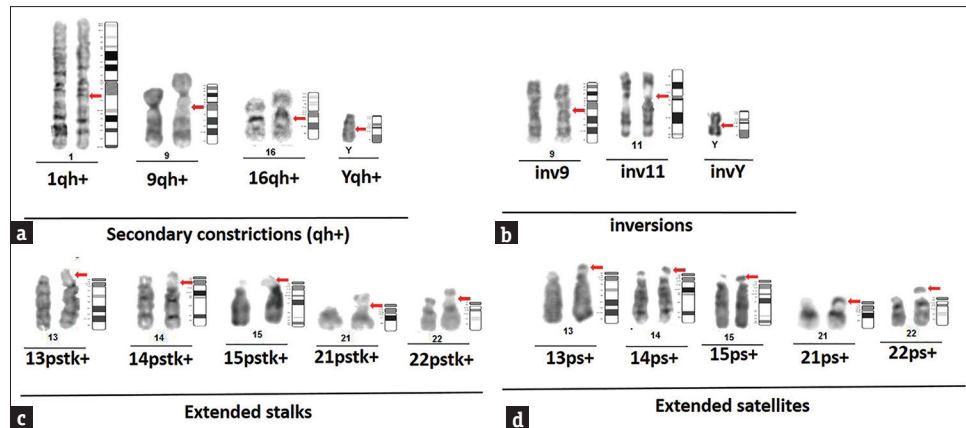 1 9 16 Y
1qh+ 9qh+ 16qh+ Yqh+
a
Secondary constrictions (qh+)
9 11 Y
inv9 inv11 invY
b
inversions
13 14 15 21 22
13pstk+ 14pstk+ 15pstk+ 21pstk+ 22pstk+
c
Extended stalks
13 14 15 21 22
13ps+ 14ps+ 15ps+ 21ps+ 22ps+
d
Extended satellites